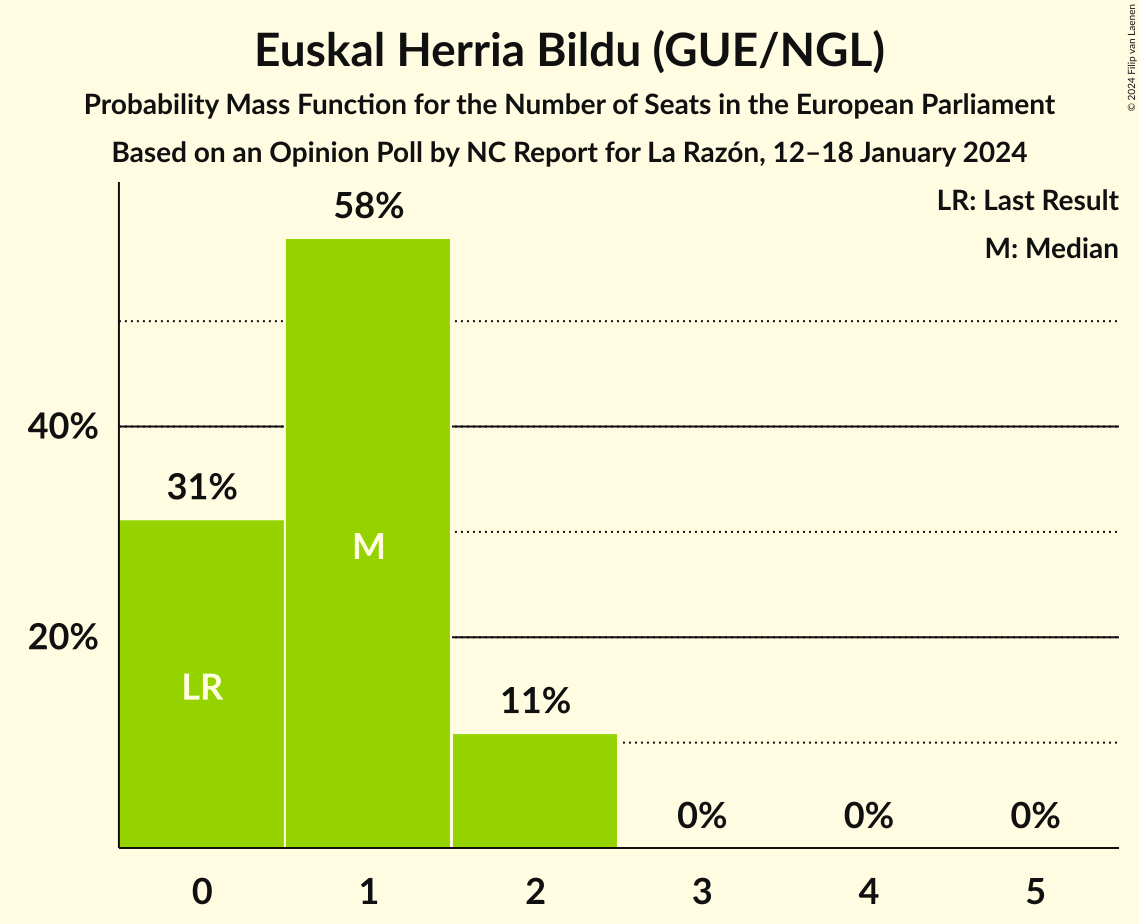 Euskal Herria Bildu (GUE/NGL)
Probability Mass Function for the Number of Seats in the European Parliament
Based on an Opinion Poll by NC Report for La Razón, 12–18 January 2024
© 2024 Filip van Laenen
LR: Last Result
M: Median
58%
40%
31%
M
20%
LR
11%
0%
0%
0%
0
1
2
3
4
5